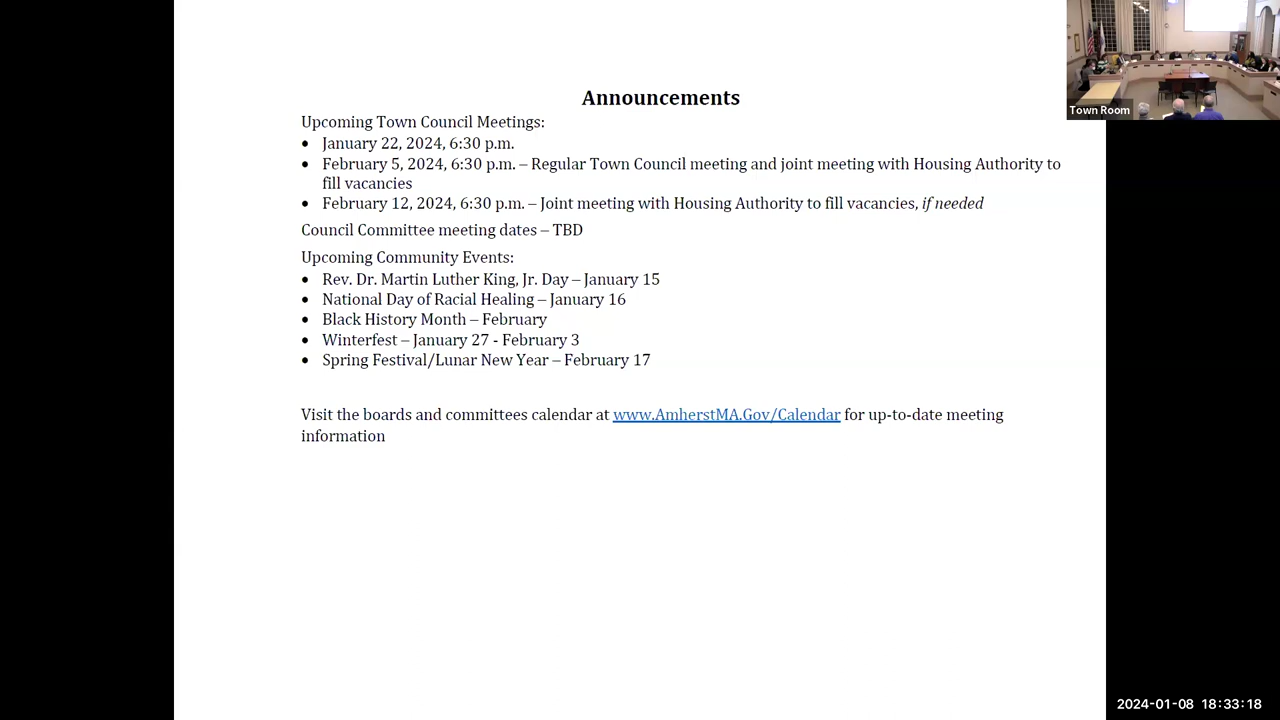 Announcements
Upcoming Town Council Meetings:
• January 22, 2024, 6:30 p.m.
• February 5, 2024, 6:30 p.m. – Regular Town Council meeting and joint meeting with Housing Authority to
fill vacancies
• February 12, 2024, 6:30 p.m. – Joint meeting with Housing Authority to fill vacancies, if needed
Council Committee meeting dates – TBD
Upcoming Community Events:
• Rev. Dr. Martin Luther King, Jr. Day – January 15
• National Day of Racial Healing – January 16
• Black History Month – February
• Winterfest – January 27 - February 3
• Spring Festival/Lunar New Year – February 17
Visit the boards and committees calendar at www.AmherstMA.Gov/Calendar for up-to-date meeting
information
Town Room
2024-01-08 18:33:18